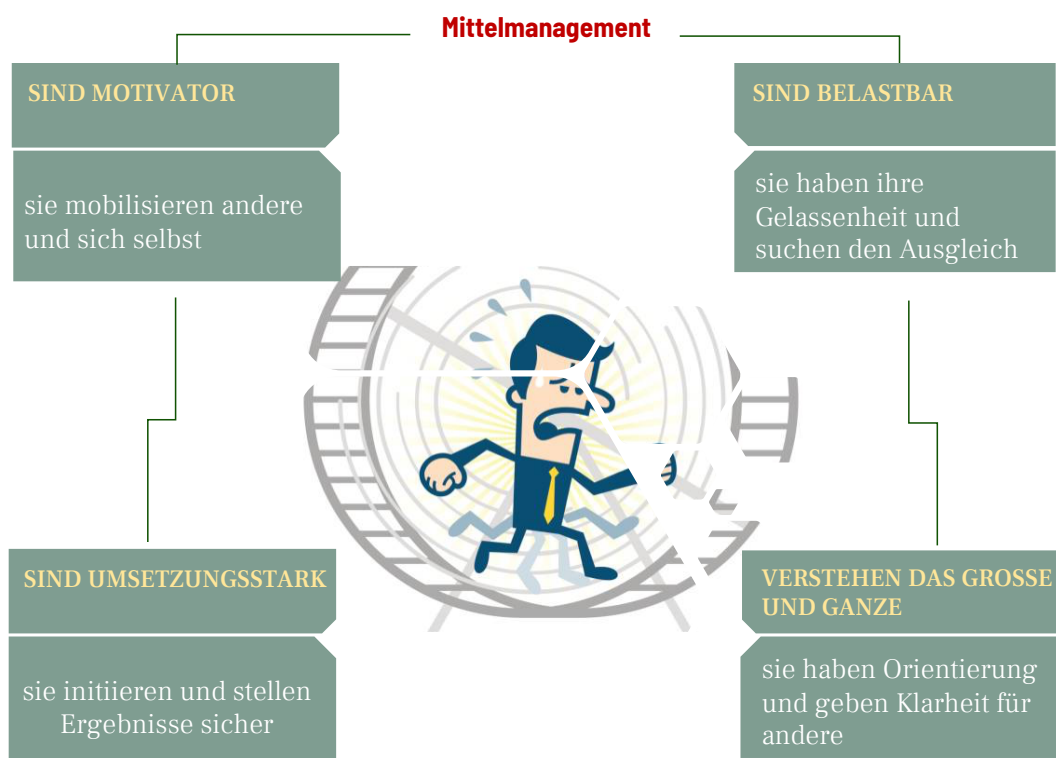 Mittelmanagement
SIND MOTIVATOR
sie mobilisieren andere
und sich selbst
SIND BELASTBAR
sie haben ihre
Gelassenheit und
suchen den Ausgleich
SIND UMSETZUNGSSTARK
sie initiieren und stellen
Ergebnisse sicher
VERSTEHEN DAS GROSSE
UND GANZE
sie haben Orientierung
und geben Klarheit für
andere